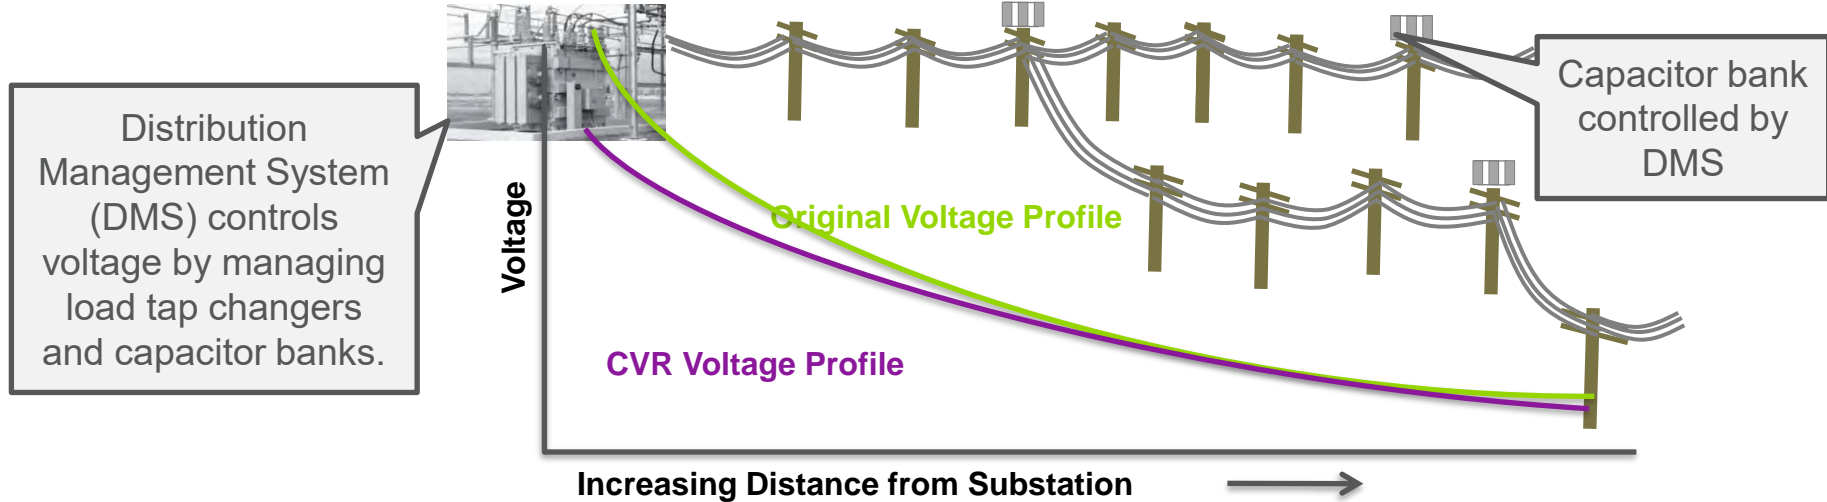 Distribution
Management System
(DMS) controls
voltage by managing
load tap changers
and capacitor banks.
Voltage
Original Voltage Profile
CVR Voltage Profile
Increasing Distance from Substation
Capacitor bank
controlled by
DMS